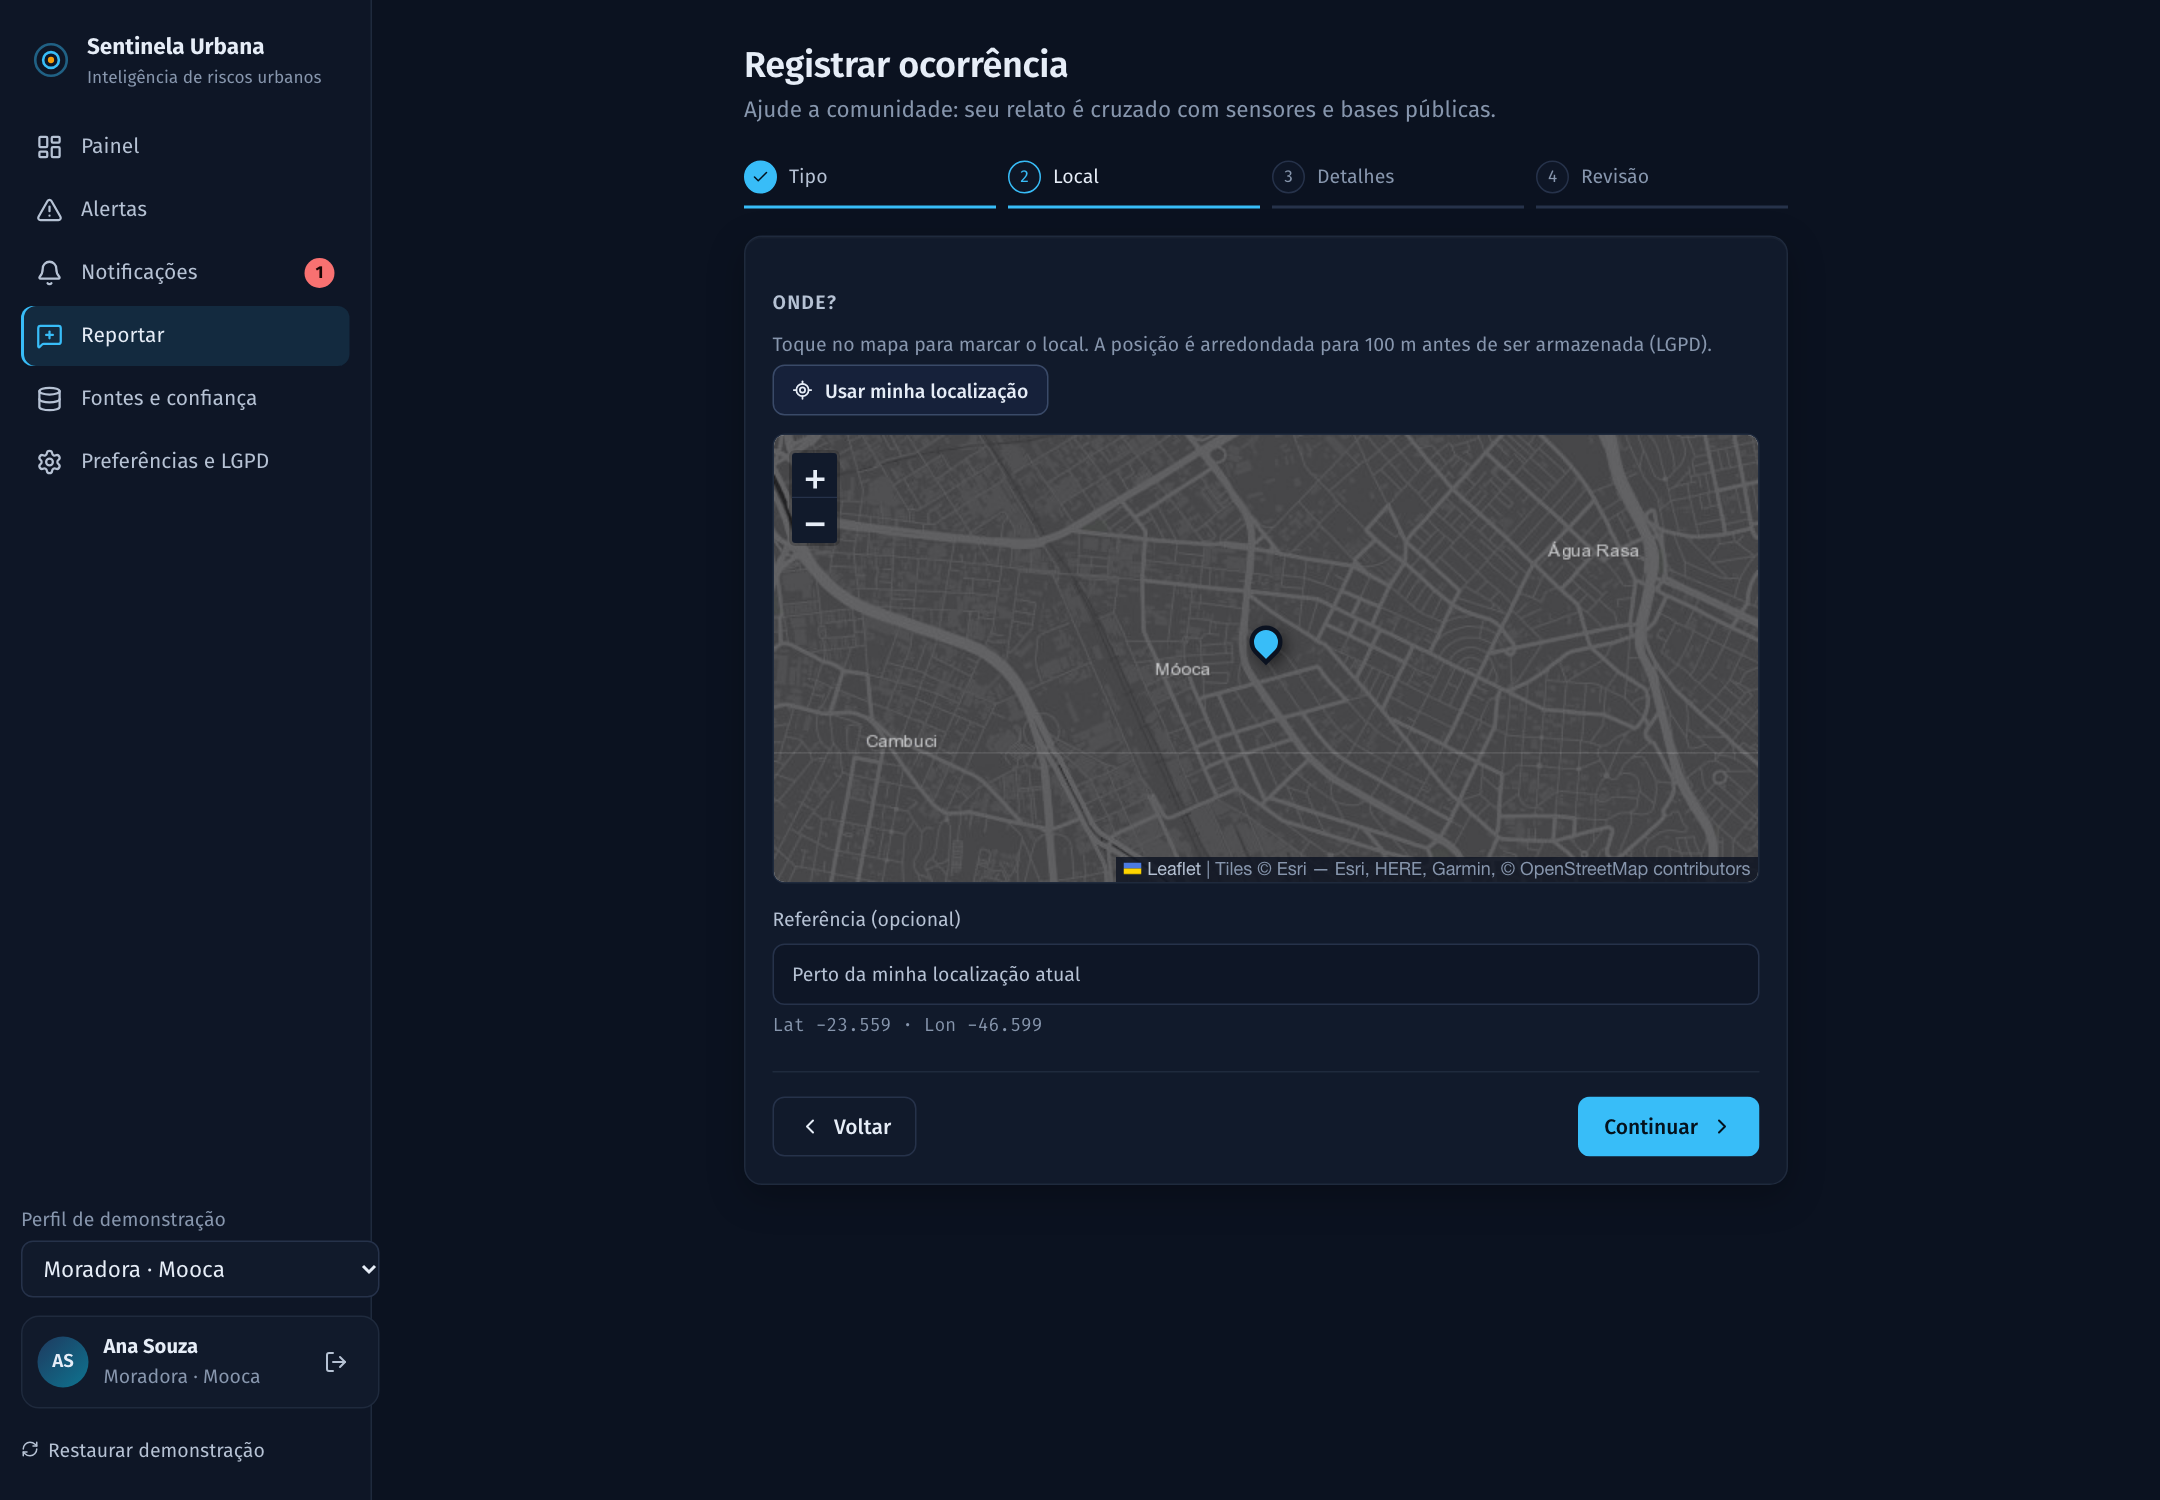 Sentinela Urbana
Inteligência de riscos urbanos
Painel
Alertas
Notificações 1
Reportar
Fontes e confiança
Preferências e LGPD
Perfil de demonstração
Moradora · Mooca
AS
Ana Souza
Moradora · Mooca
Restaurar demonstração
Registrar ocorrência
Ajude a comunidade: seu relato é cruzado com sensores e bases públicas.
Tipo
2 Local
3 Detalhes
4 Revisão
ONDE?
Toque no mapa para marcar o local. A posição é arredondada para 100 m antes de ser armazenada (LGPD).
Usar minha localização
+
−
Água Rasa
Móoca
Cambuci
Leaflet | Tiles © Esri — Esri, HERE, Garmin, © OpenStreetMap contributors
Referência (opcional)
Perto da minha localização atual
Lat -23.559 · Lon -46.599
Voltar
Continuar